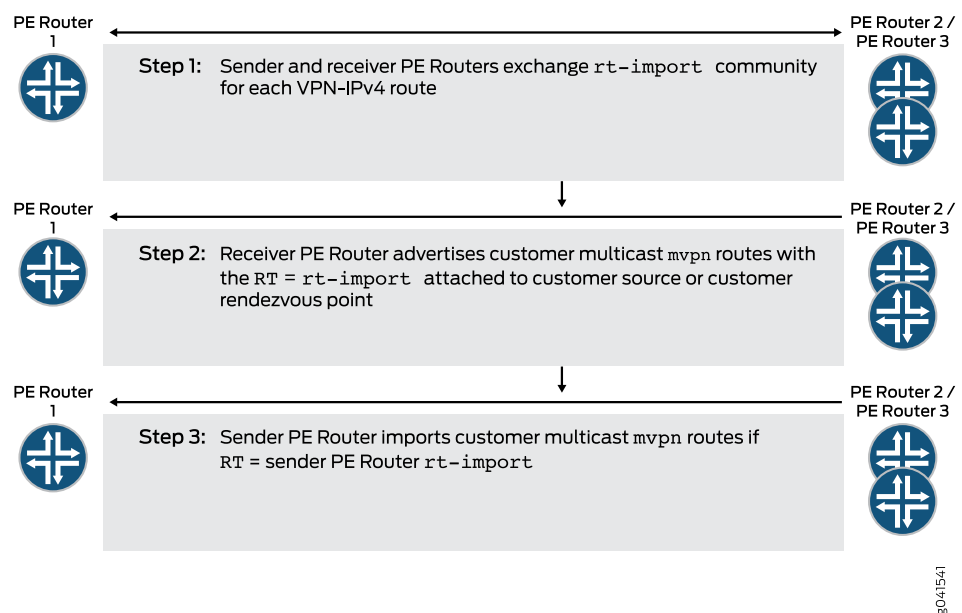 PE Router
1
PE Router 2 /
PE Router 3
Step 1: Sender and receiver PE Routers exchange rt-import community
for each VPN-IPv4 route
PE Router
1
PE Router 2 /
PE Router 3
Step 2: Receiver PE Router advertises customer multicast mvpn routes with
the RT = rt-import attached to customer source or customer
rendezvous point
PE Router
1
PE Router 2 /
PE Router 3
Step 3: Sender PE Router imports customer multicast mvpn routes if
RT = sender PE Router rt-import
g041541